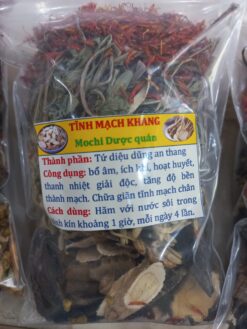 TĨNH MẠCH KHANG
Mochi Dược quán
Thành phần: Tứ diệu dũng an thang
Công dụng: bổ âm, ích khí, hoạt huyết,
thanh nhiệt giải độc, tăng độ bền
thành mạch. Chữa giãn tĩnh mạch chân
Cách dùng: Hãm với nước sôi trong
bình kín khoảng 1 giờ, mỗi ngày 4 lần.